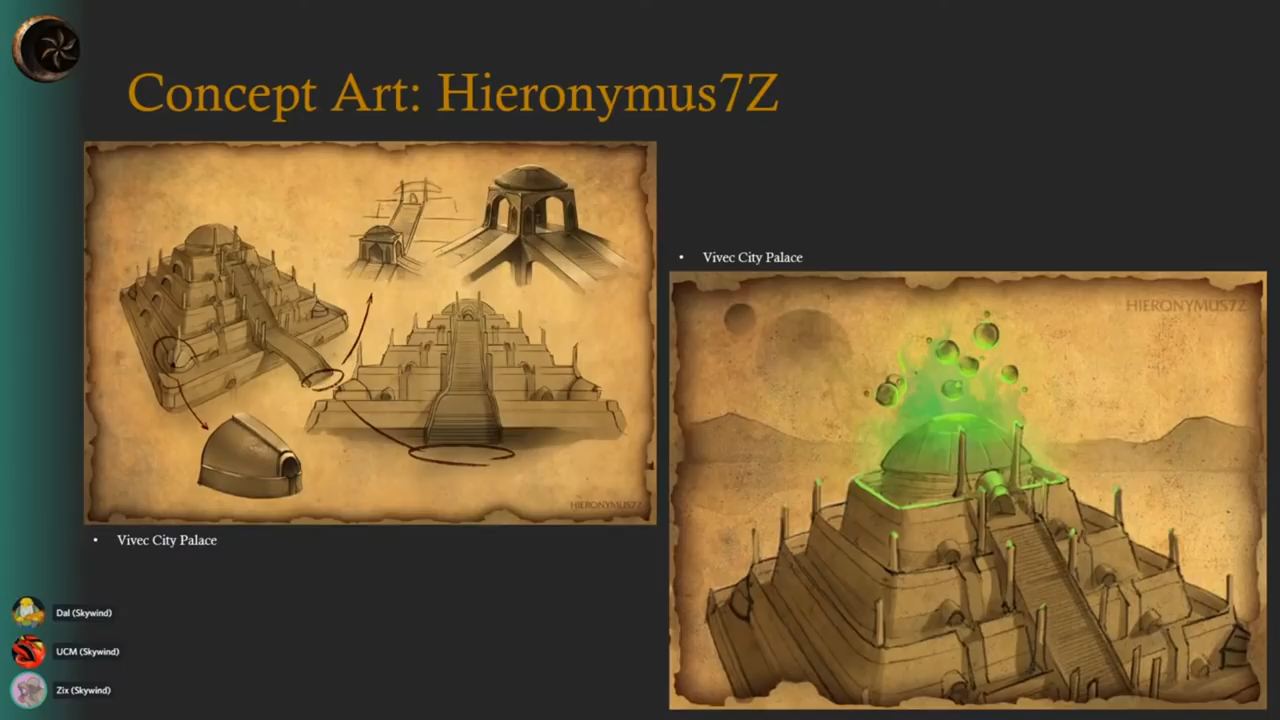 Concept Art: Hieronymus7Z
• Vivec City Palace
HIERONYMUS7Z
HIERONYMUS7Z
• Vivec City Palace
Dal (Skywind)
UCM (Skywind)
Zix (Skywind)